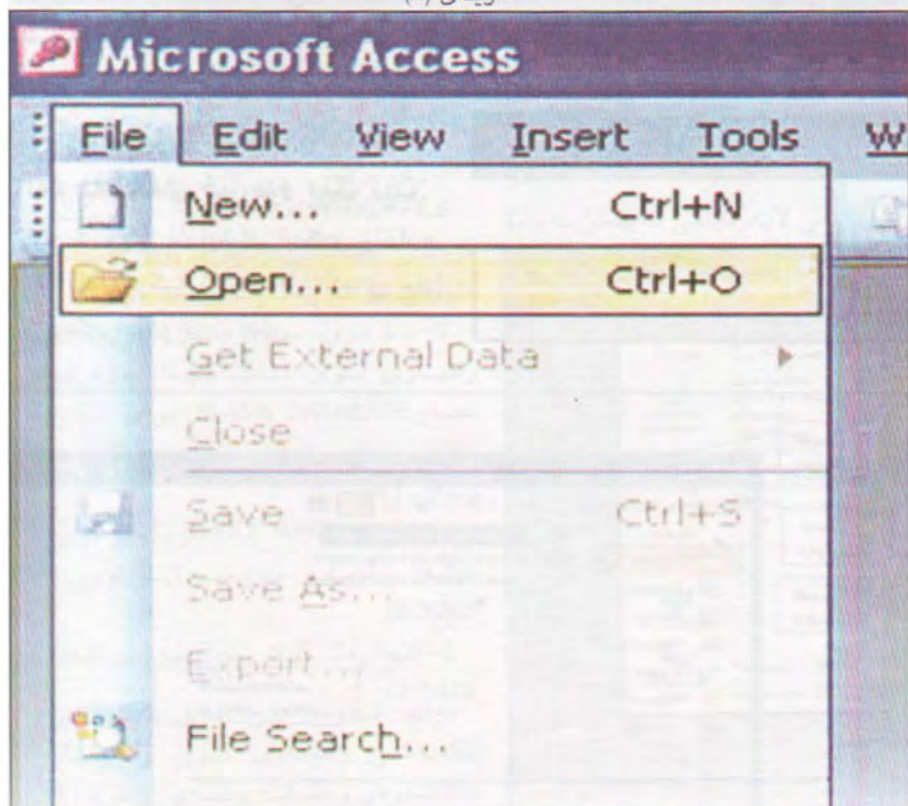 Microsoft Access
File Edit View Insert Tools
New... Ctrl+N
Open... Ctrl+O
Get External Data
Close
Save Ctrl+S
Save As...
Export...
File Search...